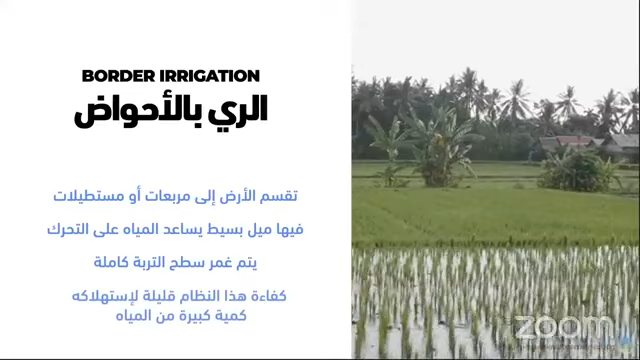 BORDER IRRIGATION
الري بالأحواض
تقسم الأرض إلى مربعات أو مستطيلات
فيها ميل بسيط يساعد المياه على التحرك
يتم غمر سطح التربة كاملة
كفاءة هذا النظام قليلة لإستهلاكه
كمية كبيرة من المياه
zoom